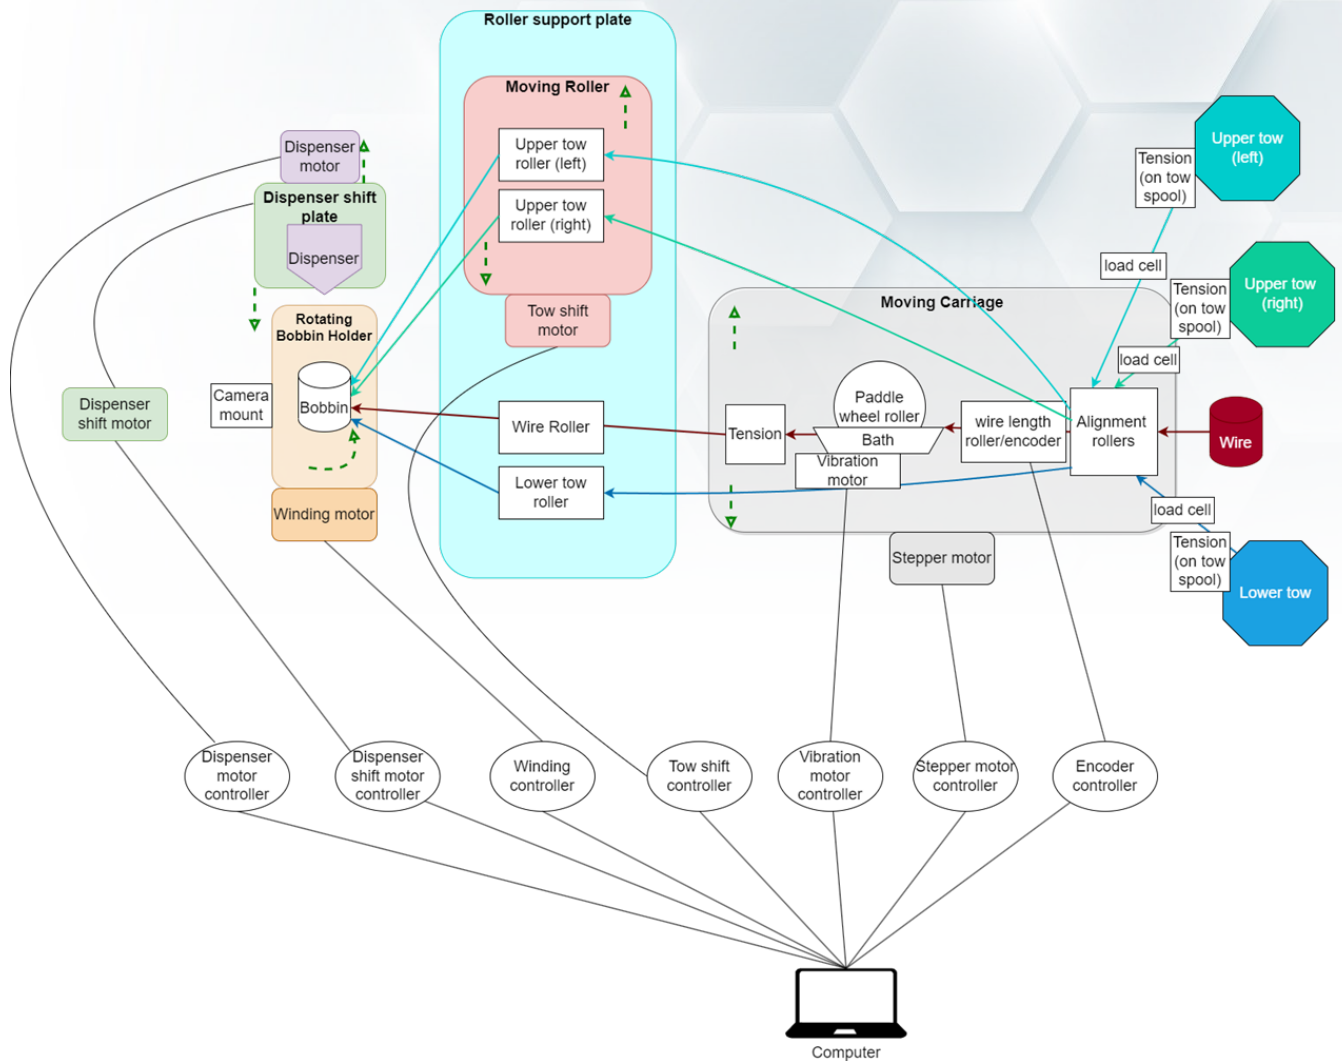 Roller support plate
Moving Roller
Upper tow
roller (left)
Upper tow
roller (right)
Tow shift
motor
Wire Roller
Lower tow
roller
Dispenser
motor
Dispenser shift
plate
Dispenser
Rotating
Bobbin Holder
Bobbin
Camera
mount
Dispenser
shift motor
Winding motor
Moving Carriage
Paddle
wheel roller
Bath
Vibration
motor
Tension
wire length
roller/encoder
Alignment
rollers
Stepper motor
Upper tow
(left)
Tension
(on tow
spool)
load cell
Upper tow
(right)
Tension
(on tow
spool)
load cell
Wire
load cell
Tension
(on tow
spool)
Lower tow
Dispenser
motor
controller
Dispenser
shift motor
controller
Winding
controller
Tow shift
controller
Vibration
motor
controller
Stepper motor
controller
Encoder
controller
Computer